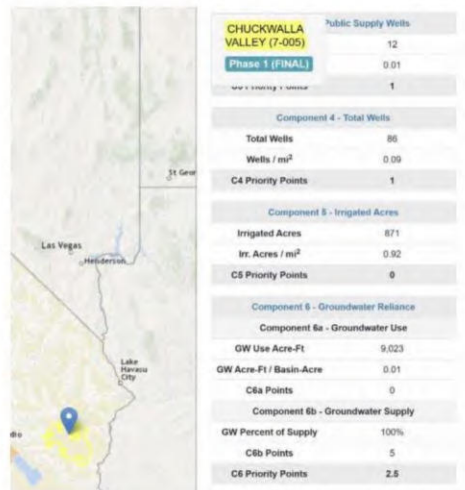 CHUCKWALLA
VALLEY (7-005)
Phase 1 (FINAL)
Public Supply Wells
12
0.01
Priority 1
Component 4 - Total Wells
Total Wells 86
Wells / mi² 0.09
C4 Priority Points 1
Component 5 - Irrigated Acres
Irrigated Acres 871
Irr. Acres / mi² 0.92
C5 Priority Points 0
Component 6 - Groundwater Reliance
Component 6a - Groundwater Use
GW Use Acre-Ft 9,023
GW Acre-Ft / Basin-Acre 0.01
C6a Points 0
Component 6b - Groundwater Supply
GW Percent of Supply 100%
C6b Points 5
C6 Priority Points 2.5
St Geor
Las Vegas
Henderson
Lake
Havasu
City
dio